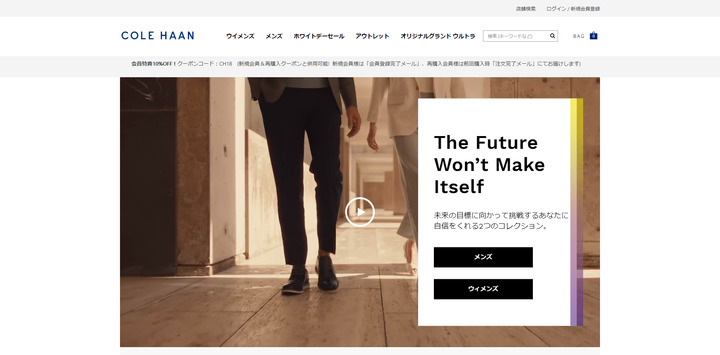 店舗検索 ログイン / 新規会員登録
COLE HAAN ウイメンズ メンズ ホワイトデーセール アウトレット オリジナルグランド ウルトラ 検索（キーワードなど） BAG 0
会員特典10%OFF！クーポンコード：CH18 (新規会員＆再購入クーポンと併用可能) 新規会員様は「会員登録完了メール」、再購入会員様は前回購入時「注文完了メール」にてお届けします)
The Future
Won't Make
Itself
未来の目標に向かって挑戦するあなたに
自信をくれる2つのコレクション。
メンズ
ウィメンズ